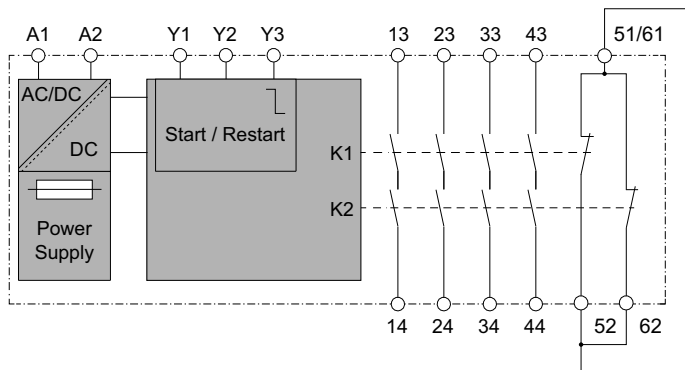 A1 A2 Y1 Y2 Y3 13 23 33 43 51/61
AC/DC
DC
Start / Restart
K1
K2
Power
Supply
14 24 34 44 52 62